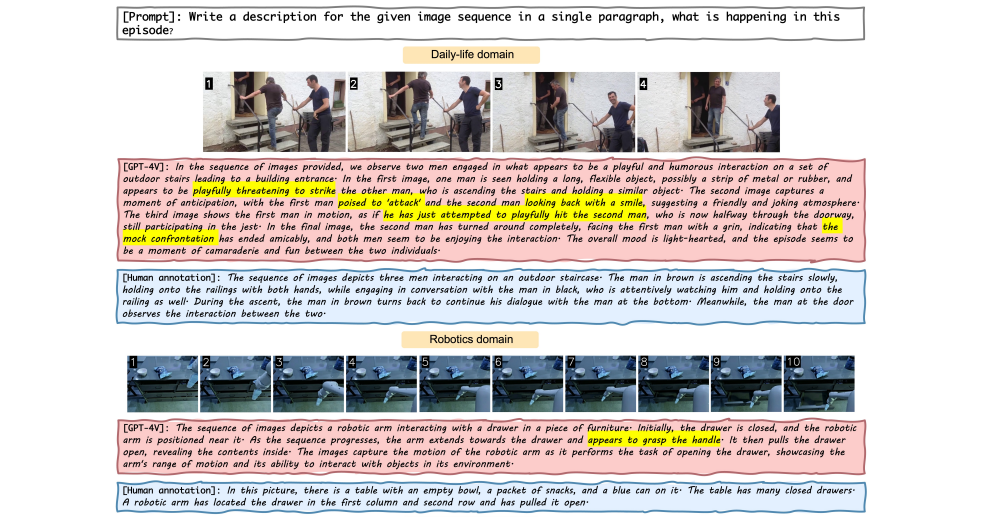 [Prompt]: Write a description for the given image sequence in a single paragraph, what is happening in this
episode?
Daily-life domain
1
2
3
4
[GPT-4V]: In the sequence of images provided, we observe two men engaged in what appears to be a playful and humorous interaction on a set of
outdoor stairs leading to a building entrance. In the first image, one man is seen holding a long, flexible object, possibly a strip of metal or rubber, and
appears to be playfully threatening to strike the other man, who is ascending the stairs and holding a similar object. The second image captures a
moment of anticipation, with the first man poised to 'attack' and the second man looking back with a smile, suggesting a friendly and joking atmosphere.
The third image shows the first man in motion, as if he has just attempted to playfully hit the second man, who is now halfway through the doorway,
still participating in the jest. In the final image, the second man has turned around completely, facing the first man with a grin, indicating that the
mock confrontation has ended amicably, and both men seem to be enjoying the interaction. The overall mood is light-hearted, and the episode seems to
be a moment of camaraderie and fun between the two individuals.
[Human annotation]: The sequence of images depicts three men interacting on an outdoor staircase. The man in brown is ascending the stairs slowly,
holding onto the railings with both hands, while engaging in conversation with the man in black, who is attentively watching him and holding onto the
railing as well. During the ascent, the man in brown turns back to continue his dialogue with the man at the bottom. Meanwhile, the man at the door
observes the interaction between the two.
Robotics domain
1
2
3
4
5
6
7
8
9
10
[GPT-4V]: The sequence of images depicts a robotic arm interacting with a drawer in a piece of furniture. Initially, the drawer is closed, and the robotic
arm is positioned near it. As the sequence progresses, the arm extends towards the drawer and appears to grasp the handle. It then pulls the drawer
open, revealing the contents inside. The images capture the motion of the robotic arm as it performs the task of opening the drawer, showcasing the
arm's range of motion and its ability to interact with objects in its environment.
[Human annotation]: In this picture, there is a table with an empty bowl, a packet of snacks, and a blue can on it. The table has many closed drawers.
A robotic arm has located the drawer in the first column and second row and has pulled it open.